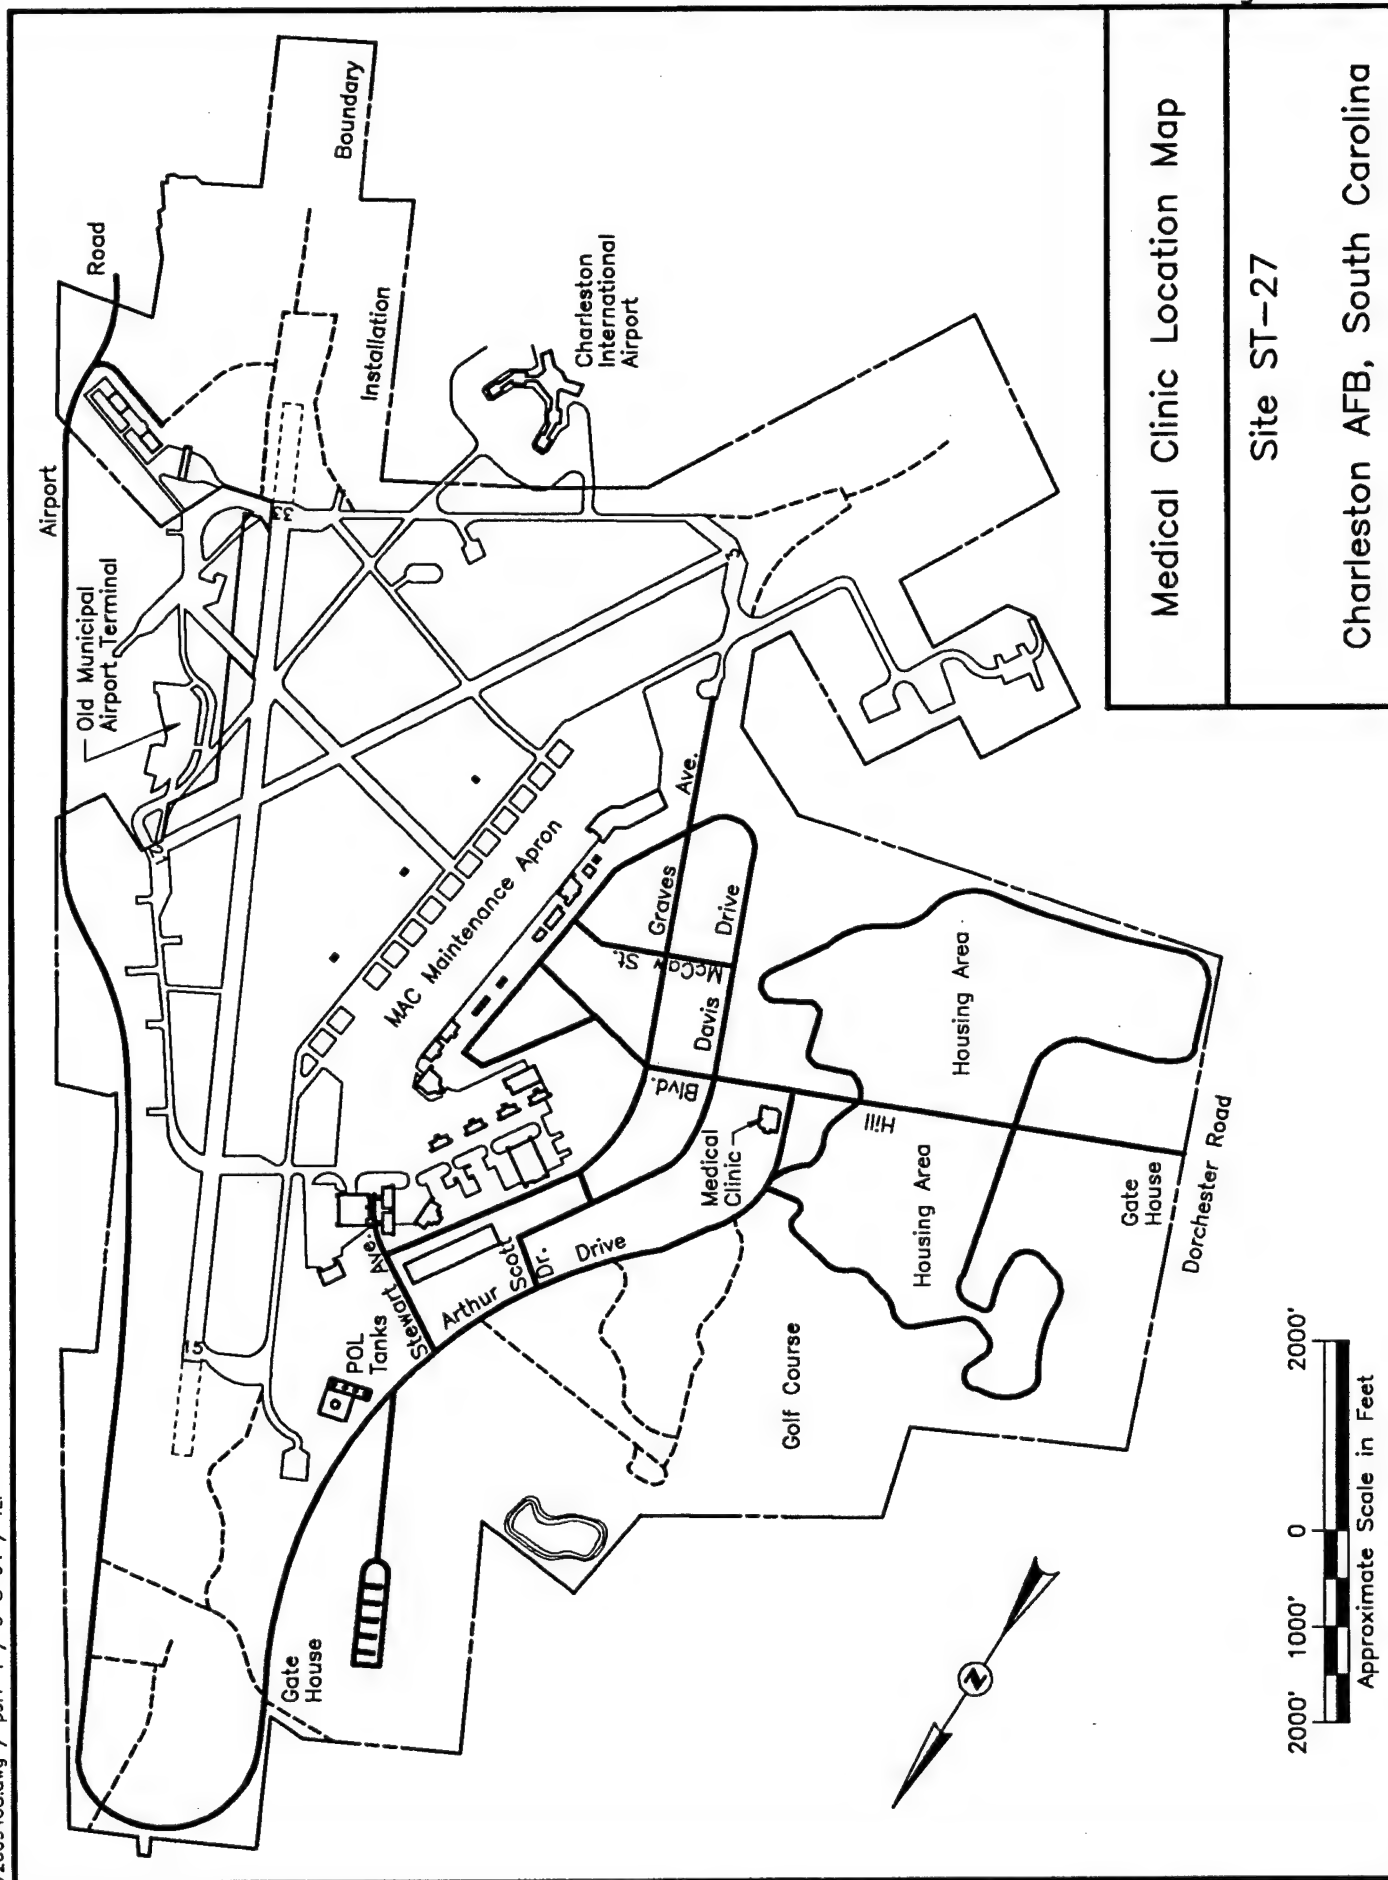 Medical Clinic Location Map
Site ST-27
Charleston AFB, South Carolina
Airport
Road
Boundary
Installation
Old Municipal
Airport Terminal
Charleston
International
Airport
33
21
3
15
MAC Maintenance Apron
Graves
Ave.
McCaw St.
Davis
Drive
Hill
Blvd.
Medical
Clinic
Housing Area
Housing Area
Gate
House
Dorchester Road
Stewart Ave.
Arthur
Drive
Scott
Dr.
POL
Tanks
Golf Course
Gate
House
N
2000' 1000' 0 2000'
Approximate Scale in Feet